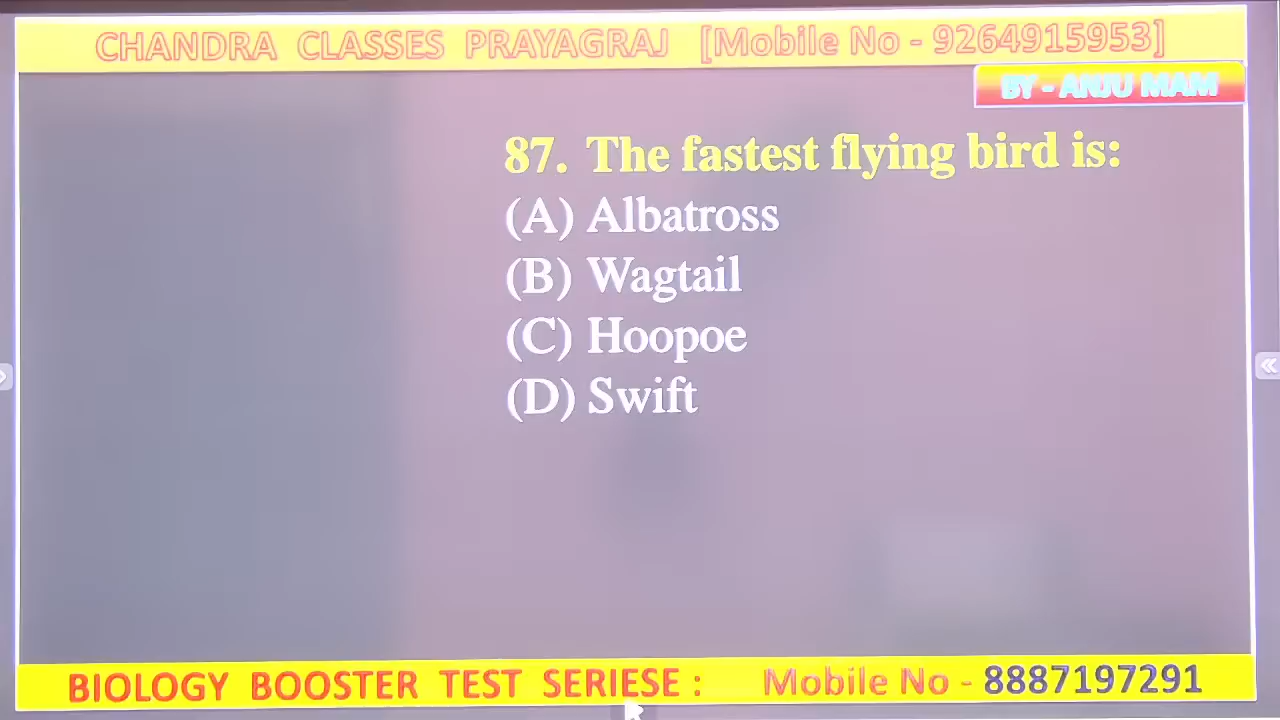 CHANDRA CLASSES PRAYAGRAJ [Mobile No - 9264915953]
BY - ANJU MAM
87. The fastest flying bird is:
(A) Albatross
(B) Wagtail
(C) Hoopoe
(D) Swift
BIOLOGY BOOSTER TEST SERIESE : Mobile No - 8887197291